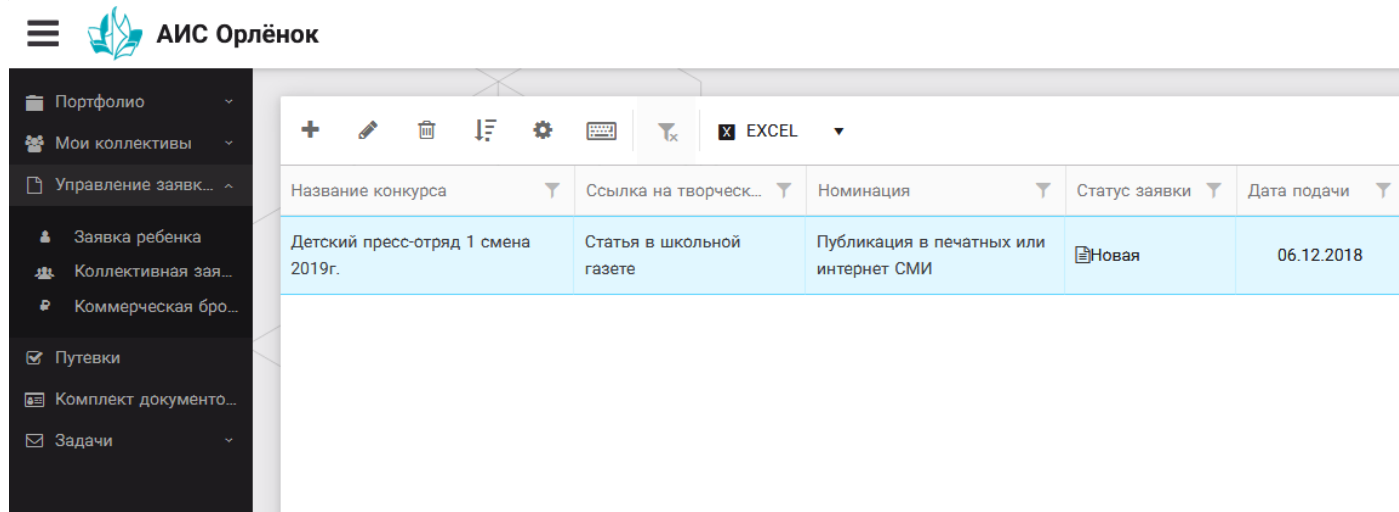 АИС Орлёнок
Портфолио
Мои коллективы
Управление заявк...
Заявка ребенка
Коллективная зая...
Коммерческая бро...
Путевки
Комплект документо...
Задачи
EXCEL
Название конкурса Ссылка на творческ... Номинация Статус заявки Дата подачи
Детский пресс-отряд 1 смена
2019г.
Статья в школьной
газете
Публикация в печатных или
интернет СМИ
Новая
06.12.2018